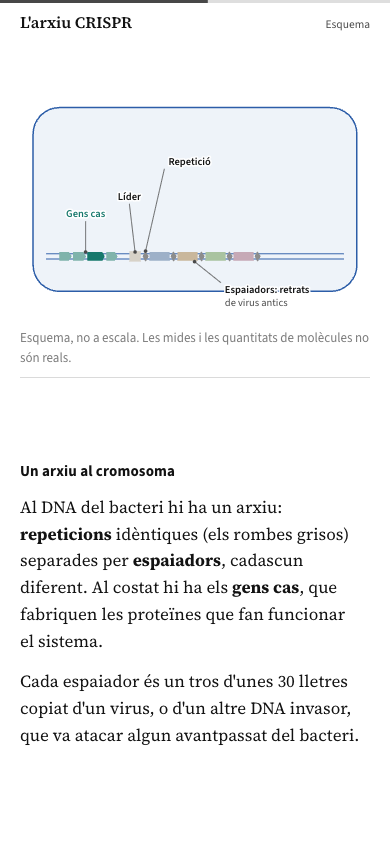 L'arxiu CRISPR
Esquema
Repetició
Líder
Gens cas
Espaiadors: retrats
de virus antics
Esquema, no a escala. Les mides i les quantitats de molècules no
són reals.
Un arxiu al cromosoma
Al DNA del bacteri hi ha un arxiu:
repeticions idèntiques (els rombes grisos)
separades per espaiadors, cadascun
diferent. Al costat hi ha els gens cas, que
fabriquen les proteïnes que fan funcionar
el sistema.
Cada espaiador és un tros d'unes 30 lletres
copiat d'un virus, o d'un altre DNA invasor,
que va atacar algun avantpassat del bacteri.